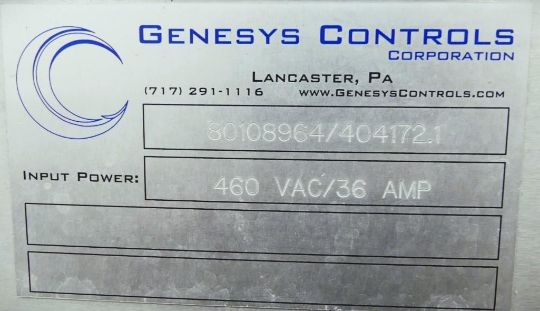 GENESYS CONTROLS
CORPORATION
LANCASTER, PA
(717) 291-1116 WWW.GENESYSCONTROLS.COM
80108964/404172.1
INPUT POWER: 460 VAC/36 AMP